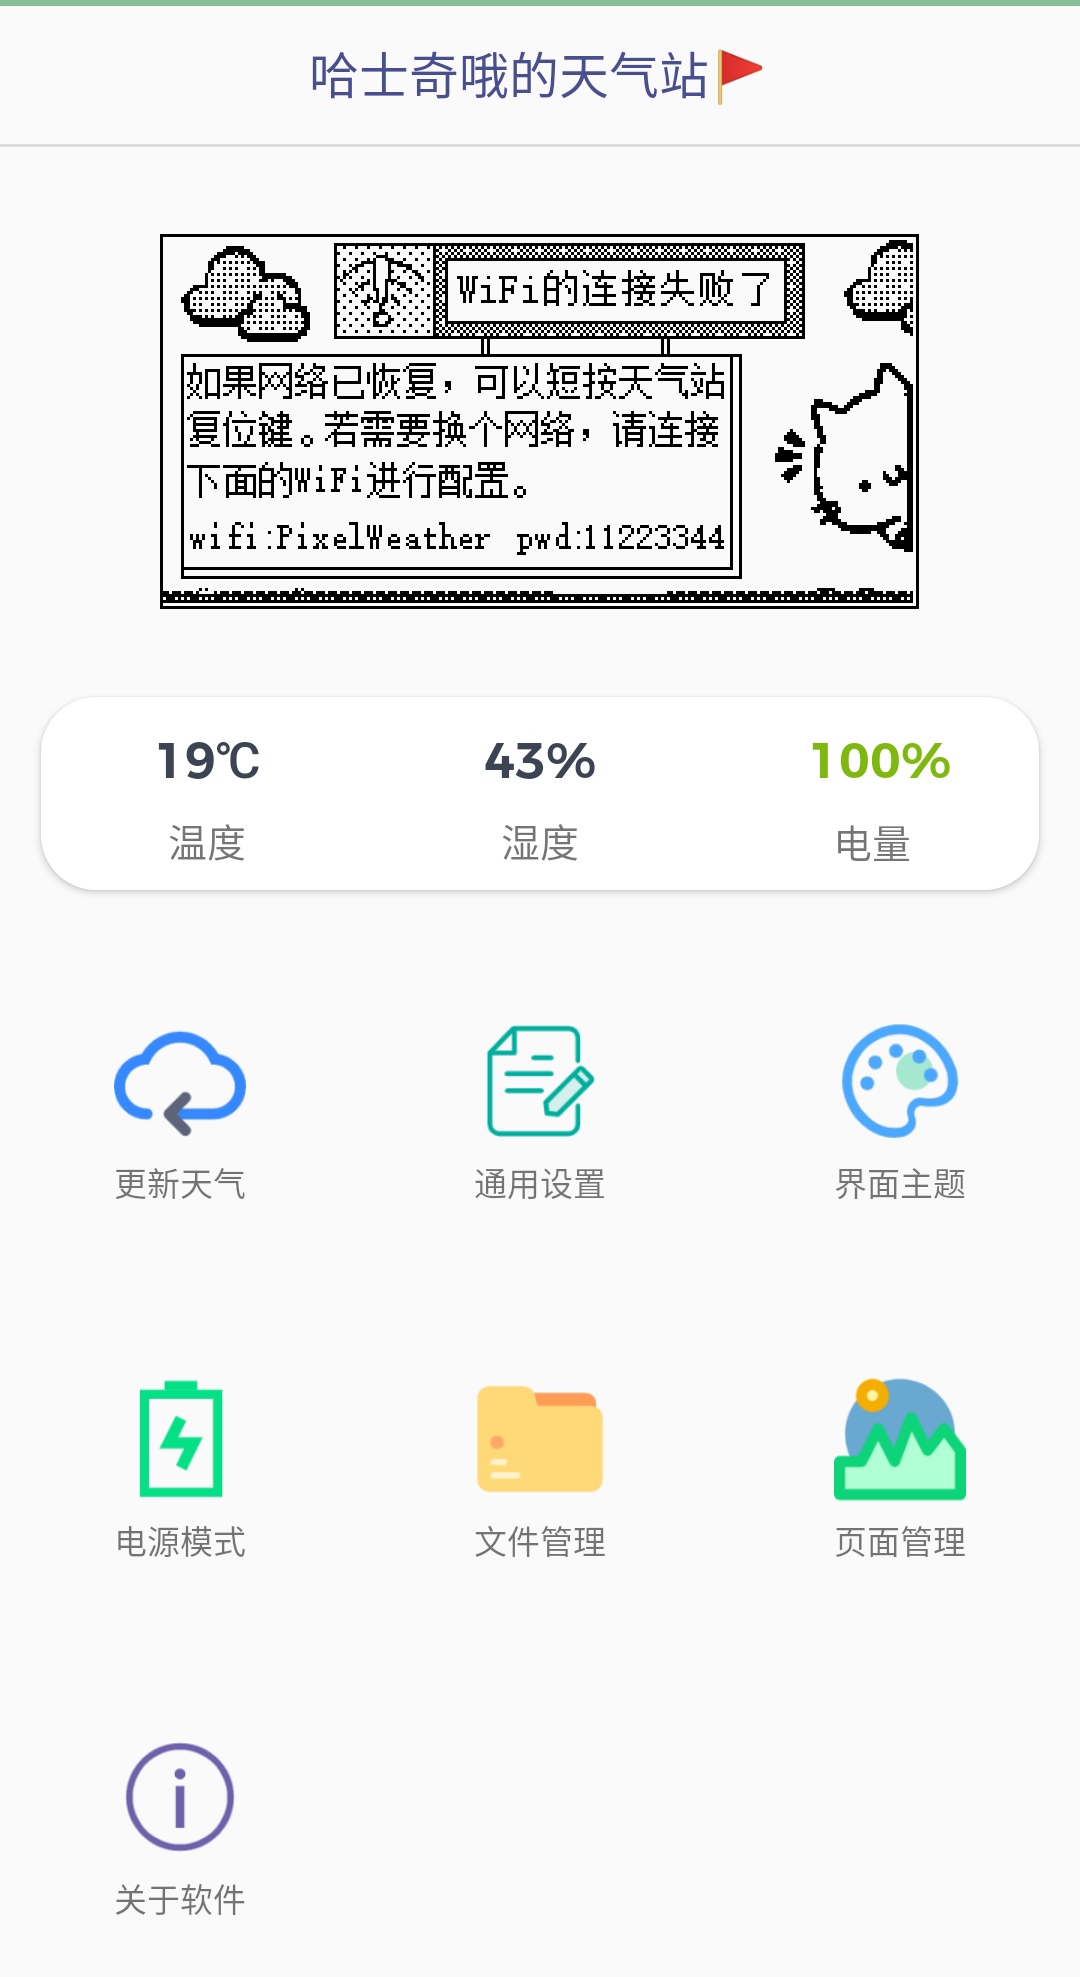 哈士奇哦的天气站🚩
WiFi的连接失败了
如果网络已恢复，可以短按天气站
复位键。若需要换个网络，请连接
下面的WiFi进行配置。
wifi:PixelWeather pwd:11223344
19℃ 43% 100%
温度 湿度 电量
更新天气 通用设置 界面主题
电源模式 文件管理 页面管理
关于软件